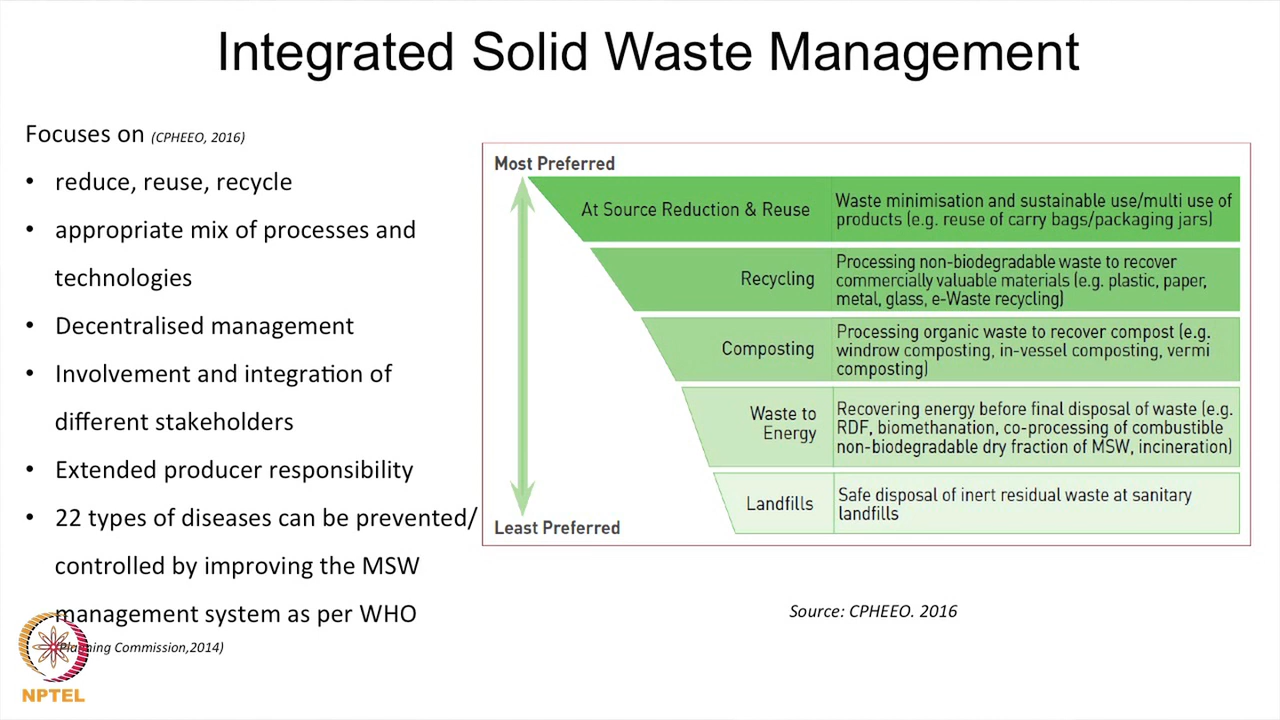 Integrated Solid Waste Management
Focuses on (CPHEEO, 2016)
• reduce, reuse, recycle
• appropriate mix of processes and
technologies
• Decentralised management
• Involvement and integration of
different stakeholders
• Extended producer responsibility
• 22 types of diseases can be prevented/
controlled by improving the MSW
management system as per WHO
(Planning Commission,2014)
NPTEL
Most Preferred
At Source Reduction & Reuse
Waste minimisation and sustainable use/multi use of
products (e.g. reuse of carry bags/packaging jars)
Recycling
Processing non-biodegradable waste to recover
commercially valuable materials (e.g. plastic, paper,
metal, glass, e-Waste recycling)
Composting
Processing organic waste to recover compost (e.g.
windrow composting, in-vessel composting, vermi
composting)
Waste to
Energy
Recovering energy before final disposal of waste (e.g.
RDF, biomethanation, co-processing of combustible
non-biodegradable dry fraction of MSW, incineration)
Landfills
Safe disposal of inert residual waste at sanitary
landfills
Least Preferred
Source: CPHEEO. 2016